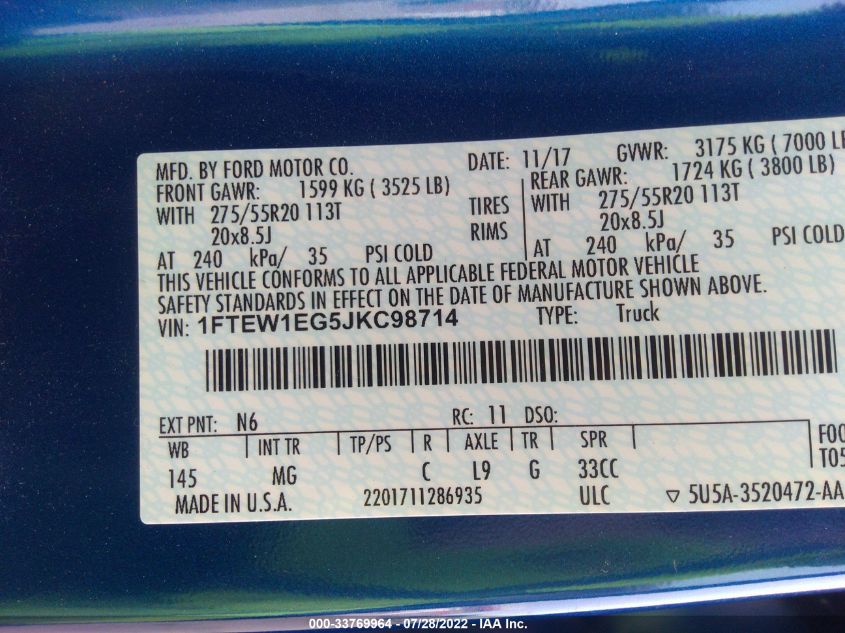 MFD. BY FORD MOTOR CO. DATE: 11/17 GVWR: 3175 KG ( 7000 LB
FRONT GAWR: 1599 KG ( 3525 LB) REAR GAWR: 1724 KG ( 3800 LB)
WITH 275/55R20 113T TIRES WITH 275/55R20 113T
20x8.5J RIMS 20x8.5J
AT 240 kPa/ 35 PSI COLD AT 240 kPa/ 35 PSI COLD
THIS VEHICLE CONFORMS TO ALL APPLICABLE FEDERAL MOTOR VEHICLE
SAFETY STANDARDS IN EFFECT ON THE DATE OF MANUFACTURE SHOWN ABOVE.
VIN: 1FTEW1EG5JKC98714 TYPE: Truck
EXT PNT: N6 RC: 11 DSO:
WB INT TR TP/PS R AXLE TR SPR FOC
145 MG C L9 G 33CC T05
MADE IN U.S.A. 2201711286935 ULC ▽ 5U5A-3520472-AA
000-33769964 - 07/28/2022 - IAA Inc.